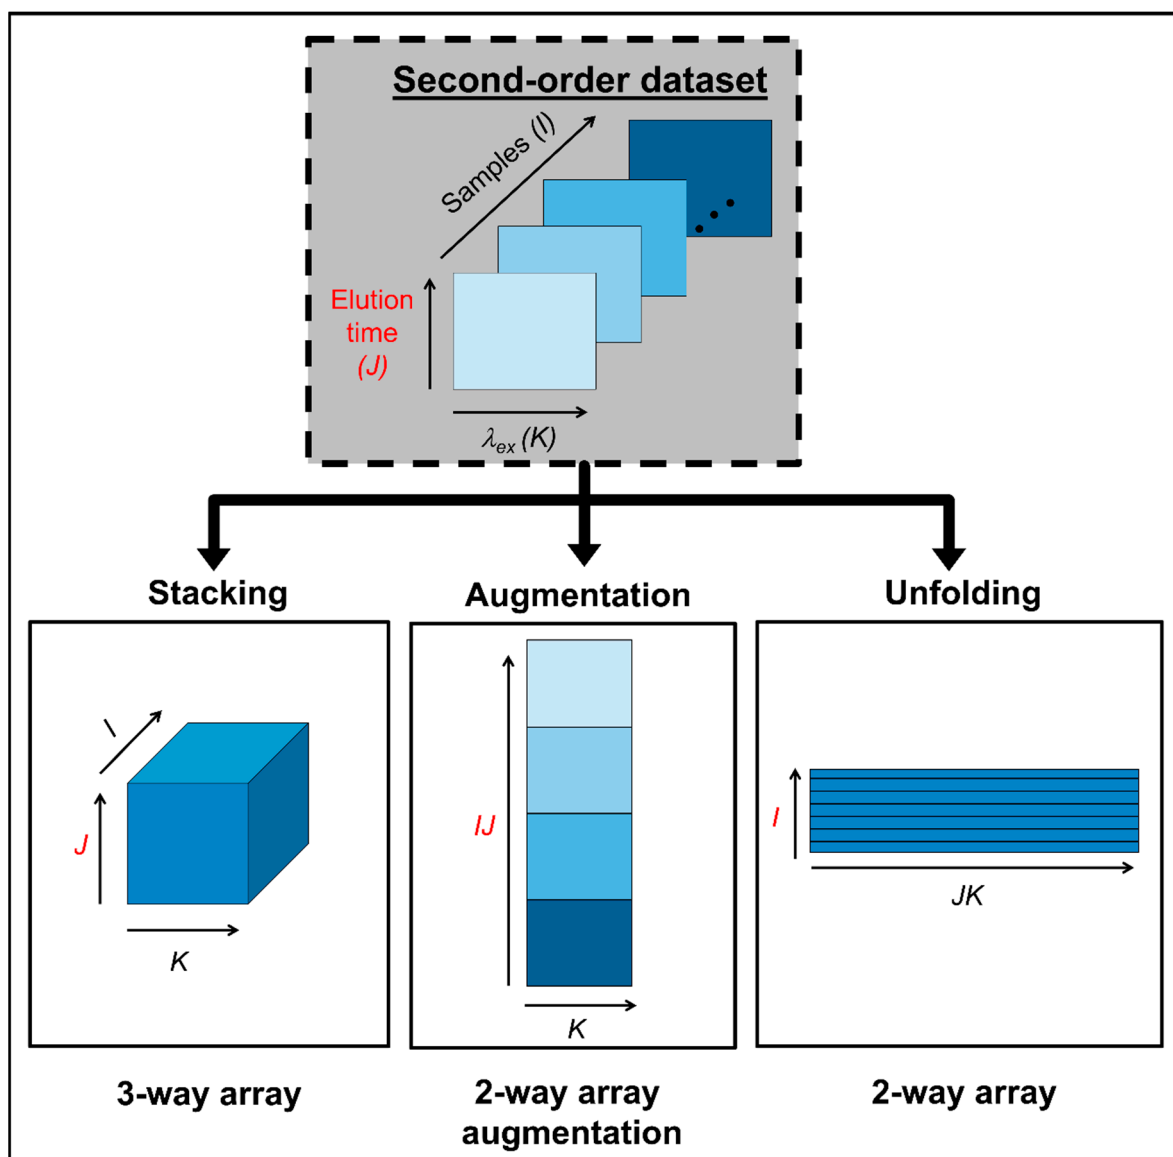 Second-order dataset
Samples (I)
Elution
time
(J)
λex (K)
Stacking
Augmentation
Unfolding
I
J
K
IJ
K
I
JK
3-way array
2-way array
augmentation
2-way array